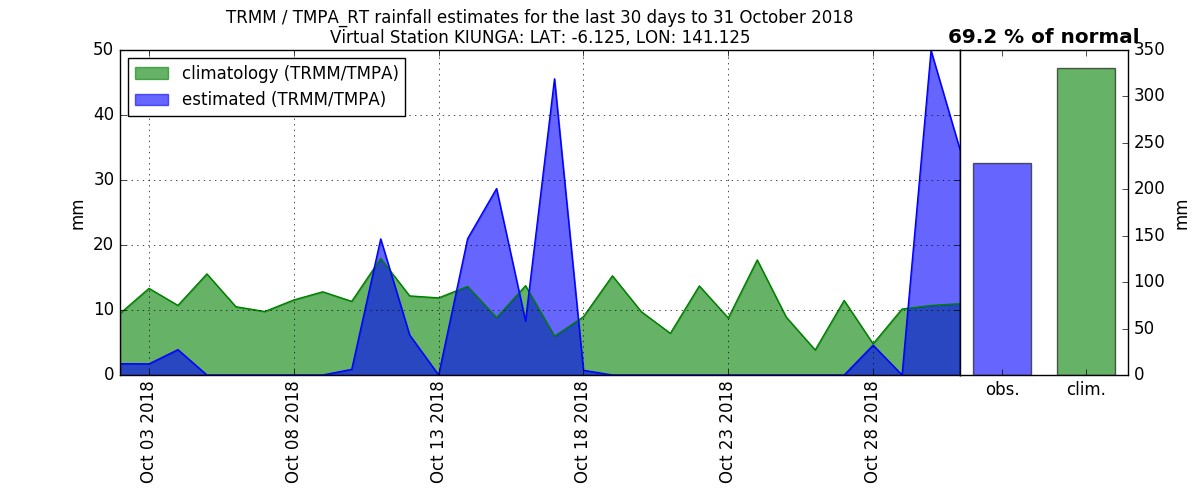 TRMM / TMPA_RT rainfall estimates for the last 30 days to 31 October 2018
Virtual Station KIUNGA: LAT: -6.125, LON: 141.125
69.2 % of normal
climatology (TRMM/TMPA)
estimated (TRMM/TMPA)
50
40
30
20
10
0
mm
350
300
250
200
150
100
50
0
mm
obs.
clim.
Oct 03 2018
Oct 08 2018
Oct 13 2018
Oct 18 2018
Oct 23 2018
Oct 28 2018